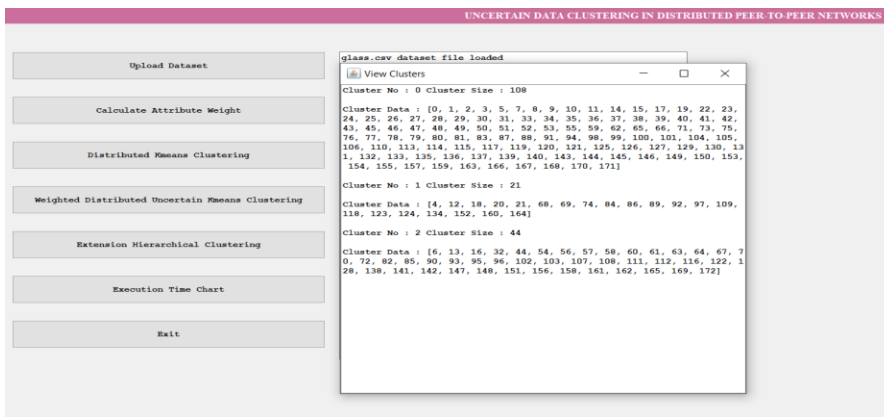 UNCERTAIN DATA CLUSTERING IN DISTRIBUTED PEER-TO-PEER NETWORKS
Upload Dataset
Calculate Attribute Weight
Distributed Kmeans Clustering
Weighted Distributed Uncertain Kmeans Clustering
Extension Hierarchical Clustering
Execution Time Chart
Exit
glass.csv dataset file loaded
View Clusters
Cluster No : 0 Cluster Size : 108
Cluster Data : [0, 1, 2, 3, 5, 7, 8, 9, 10, 11, 14, 15, 17, 19, 22, 23,
24, 25, 26, 27, 28, 29, 30, 31, 33, 34, 35, 36, 37, 38, 39, 40, 41, 42,
43, 45, 46, 47, 48, 49, 50, 51, 52, 53, 55, 59, 62, 65, 66, 71, 73, 75,
76, 77, 78, 79, 80, 81, 83, 87, 88, 91, 94, 98, 99, 100, 101, 104, 105,
106, 110, 113, 114, 115, 117, 119, 120, 121, 125, 126, 127, 129, 130, 13
1, 132, 133, 135, 136, 137, 139, 140, 143, 144, 145, 146, 149, 150, 153,
154, 155, 157, 159, 163, 166, 167, 168, 170, 171]
Cluster No : 1 Cluster Size : 21
Cluster Data : [4, 12, 18, 20, 21, 68, 69, 74, 84, 86, 89, 92, 97, 109,
118, 123, 124, 134, 152, 160, 164]
Cluster No : 2 Cluster Size : 44
Cluster Data : [6, 13, 16, 32, 44, 54, 56, 57, 58, 60, 61, 63, 64, 67, 7
0, 72, 82, 85, 90, 93, 95, 96, 102, 103, 107, 108, 111, 112, 116, 122, 1
28, 138, 141, 142, 147, 148, 151, 156, 158, 161, 162, 165, 169, 172]